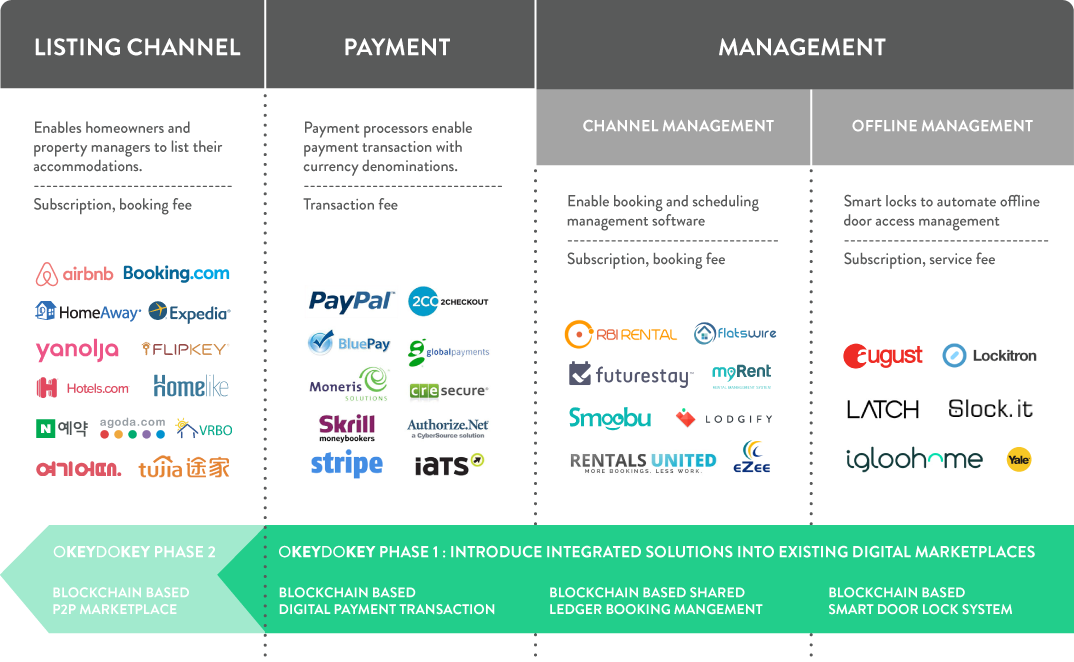 LISTING CHANNEL
PAYMENT
MANAGEMENT
CHANNEL MANAGEMENT
OFFLINE MANAGEMENT
Enables homeowners and
property managers to list their
accommodations.
Subscription, booking fee
Payment processors enable
payment transaction with
currency denominations.
Transaction fee
Enable booking and scheduling
management software
Subscription, booking fee
Smart locks to automate offline
door access management
Subscription, service fee
airbnb Booking.com
HomeAway Expedia
yanolja FLIPKEY
H Hotels.com Homelike
N 예약 agoda.com VRBO
여기어때. tujia 途家
PayPal 2CO 2CHECKOUT
BluePay globalpayments
Moneris SOLUTIONS cre secure
Skrill moneybookers Authorize.Net a CyberSource solution
stripe iATS
RBI RENTAL flatswire
futurestay myRent
Smoobu LODGIFY
RENTALS UNITED eZee
MORE BOOKINGS. LESS WORK.
august Lockitron
LATCH Slock.it
igloohome Yale
OKEYDOKEY PHASE 2
BLOCKCHAIN BASED
P2P MARKETPLACE
OKEYDOKEY PHASE 1 : INTRODUCE INTEGRATED SOLUTIONS INTO EXISTING DIGITAL MARKETPLACES
BLOCKCHAIN BASED
DIGITAL PAYMENT TRANSACTION
BLOCKCHAIN BASED SHARED
LEDGER BOOKING MANGEMENT
BLOCKCHAIN BASED
SMART DOOR LOCK SYSTEM